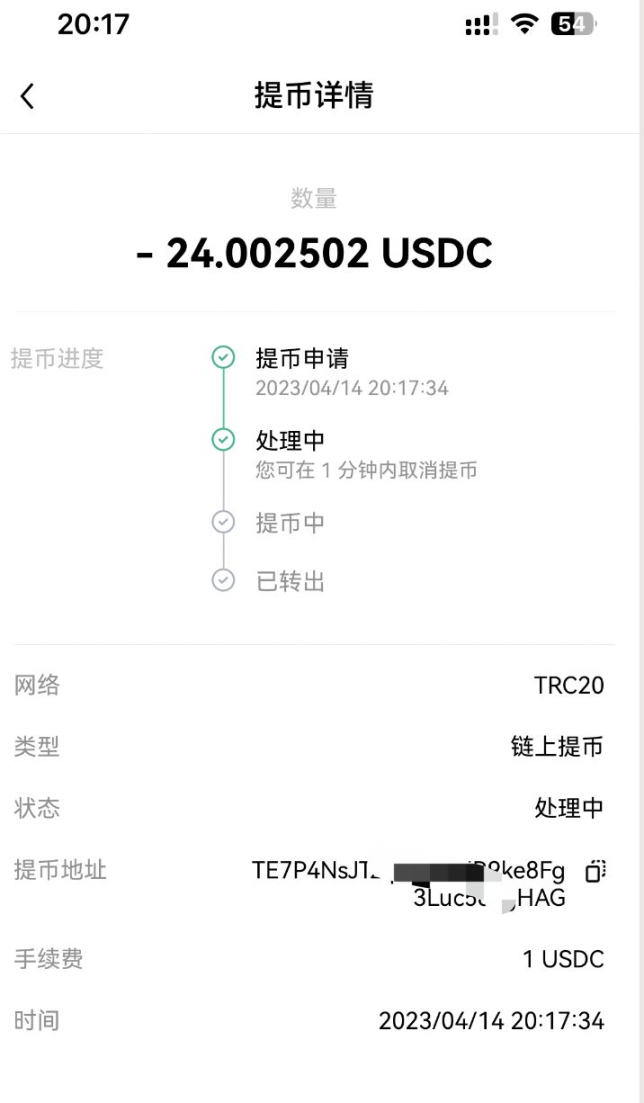 20:17
54
提币详情
数量
- 24.002502 USDC
提币进度
提币申请
2023/04/14 20:17:34
处理中
您可在 1 分钟内取消提币
提币中
已转出
网络 TRC20
类型 链上提币
状态 处理中
提币地址 TE7P4NsJT ke8Fg
3Luc5 HAG
手续费 1 USDC
时间 2023/04/14 20:17:34